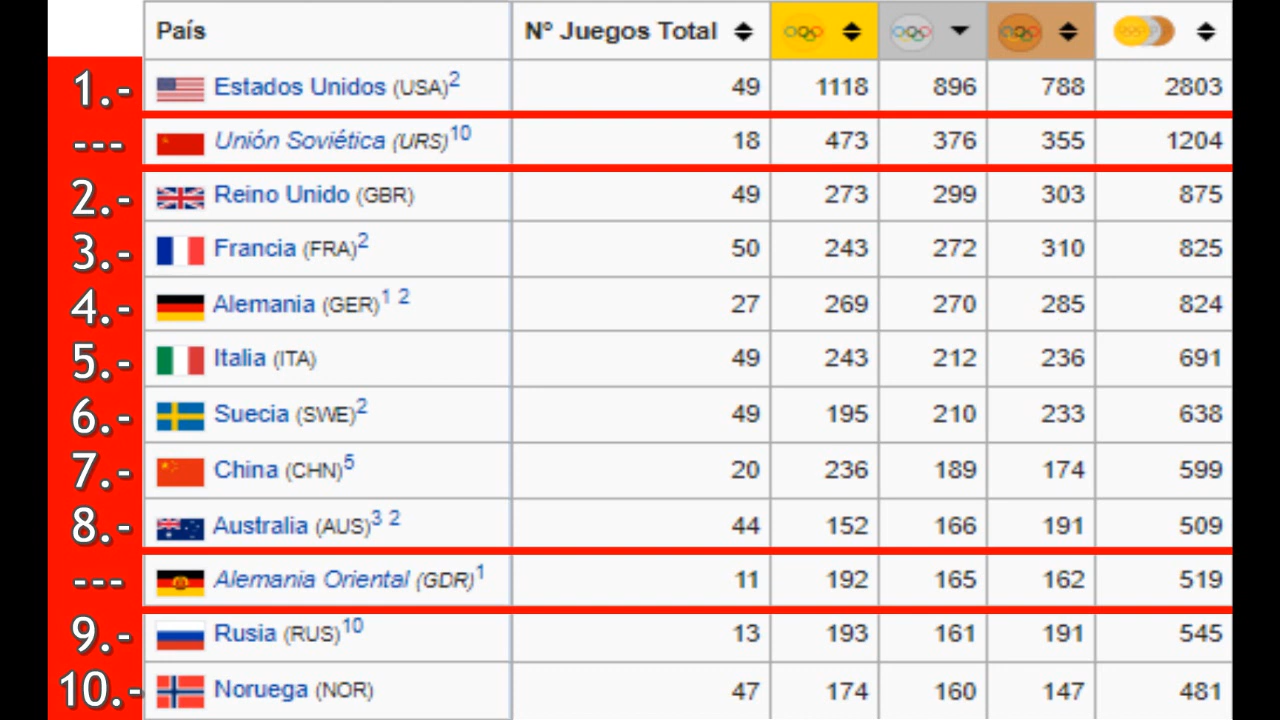 País Nº Juegos Total
1.- Estados Unidos (USA)2 49 1118 896 788 2803
--- Unión Soviética (URS)10 18 473 376 355 1204
2.- Reino Unido (GBR) 49 273 299 303 875
3.- Francia (FRA)2 50 243 272 310 825
4.- Alemania (GER)1 2 27 269 270 285 824
5.- Italia (ITA) 49 243 212 236 691
6.- Suecia (SWE)2 49 195 210 233 638
7.- China (CHN)5 20 236 189 174 599
8.- Australia (AUS)3 2 44 152 166 191 509
--- Alemania Oriental (GDR)1 11 192 165 162 519
9.- Rusia (RUS)10 13 193 161 191 545
10.- Noruega (NOR) 47 174 160 147 481